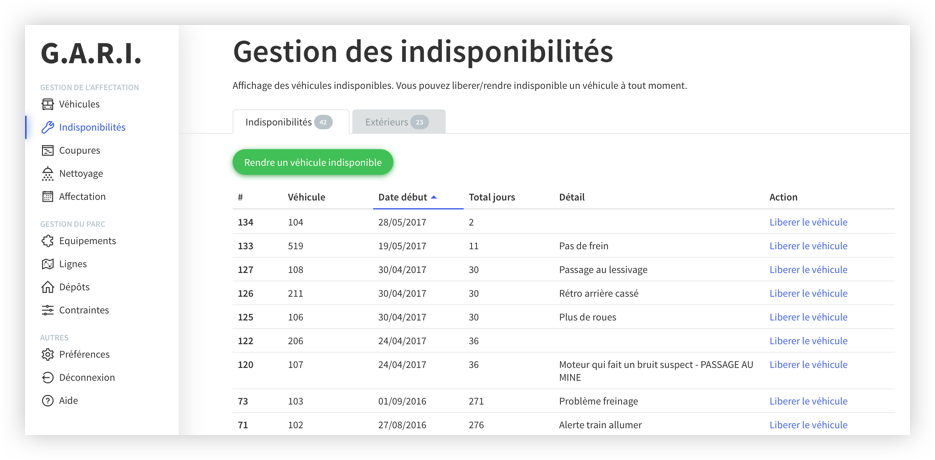 G.A.R.I.
GESTION DE L'AFFECTATION
Véhicules
Indisponibilités
Coupures
Nettoyage
Affectation
GESTION DU PARC
Equipements
Lignes
Dépôts
Contraintes
AUTRES
Préférences
Déconnexion
Aide
Gestion des indisponibilités
Affichage des véhicules indisponibles. Vous pouvez liberer/rendre indisponible un véhicule à tout moment.
Indisponibilités 42 Extérieurs 23
Rendre un véhicule indisponible
# Véhicule Date début Total jours Détail Action
134 104 28/05/2017 2 Liberer le véhicule
133 519 19/05/2017 11 Pas de frein Liberer le véhicule
127 108 30/04/2017 30 Passage au lessivage Liberer le véhicule
126 211 30/04/2017 30 Rétro arrière cassé Liberer le véhicule
125 106 30/04/2017 30 Plus de roues Liberer le véhicule
122 206 24/04/2017 36 Liberer le véhicule
120 107 24/04/2017 36 Moteur qui fait un bruit suspect - PASSAGE AU Liberer le véhicule
MINE
73 103 01/09/2016 271 Problème freinage Liberer le véhicule
71 102 27/08/2016 276 Alerte train allumer Liberer le véhicule